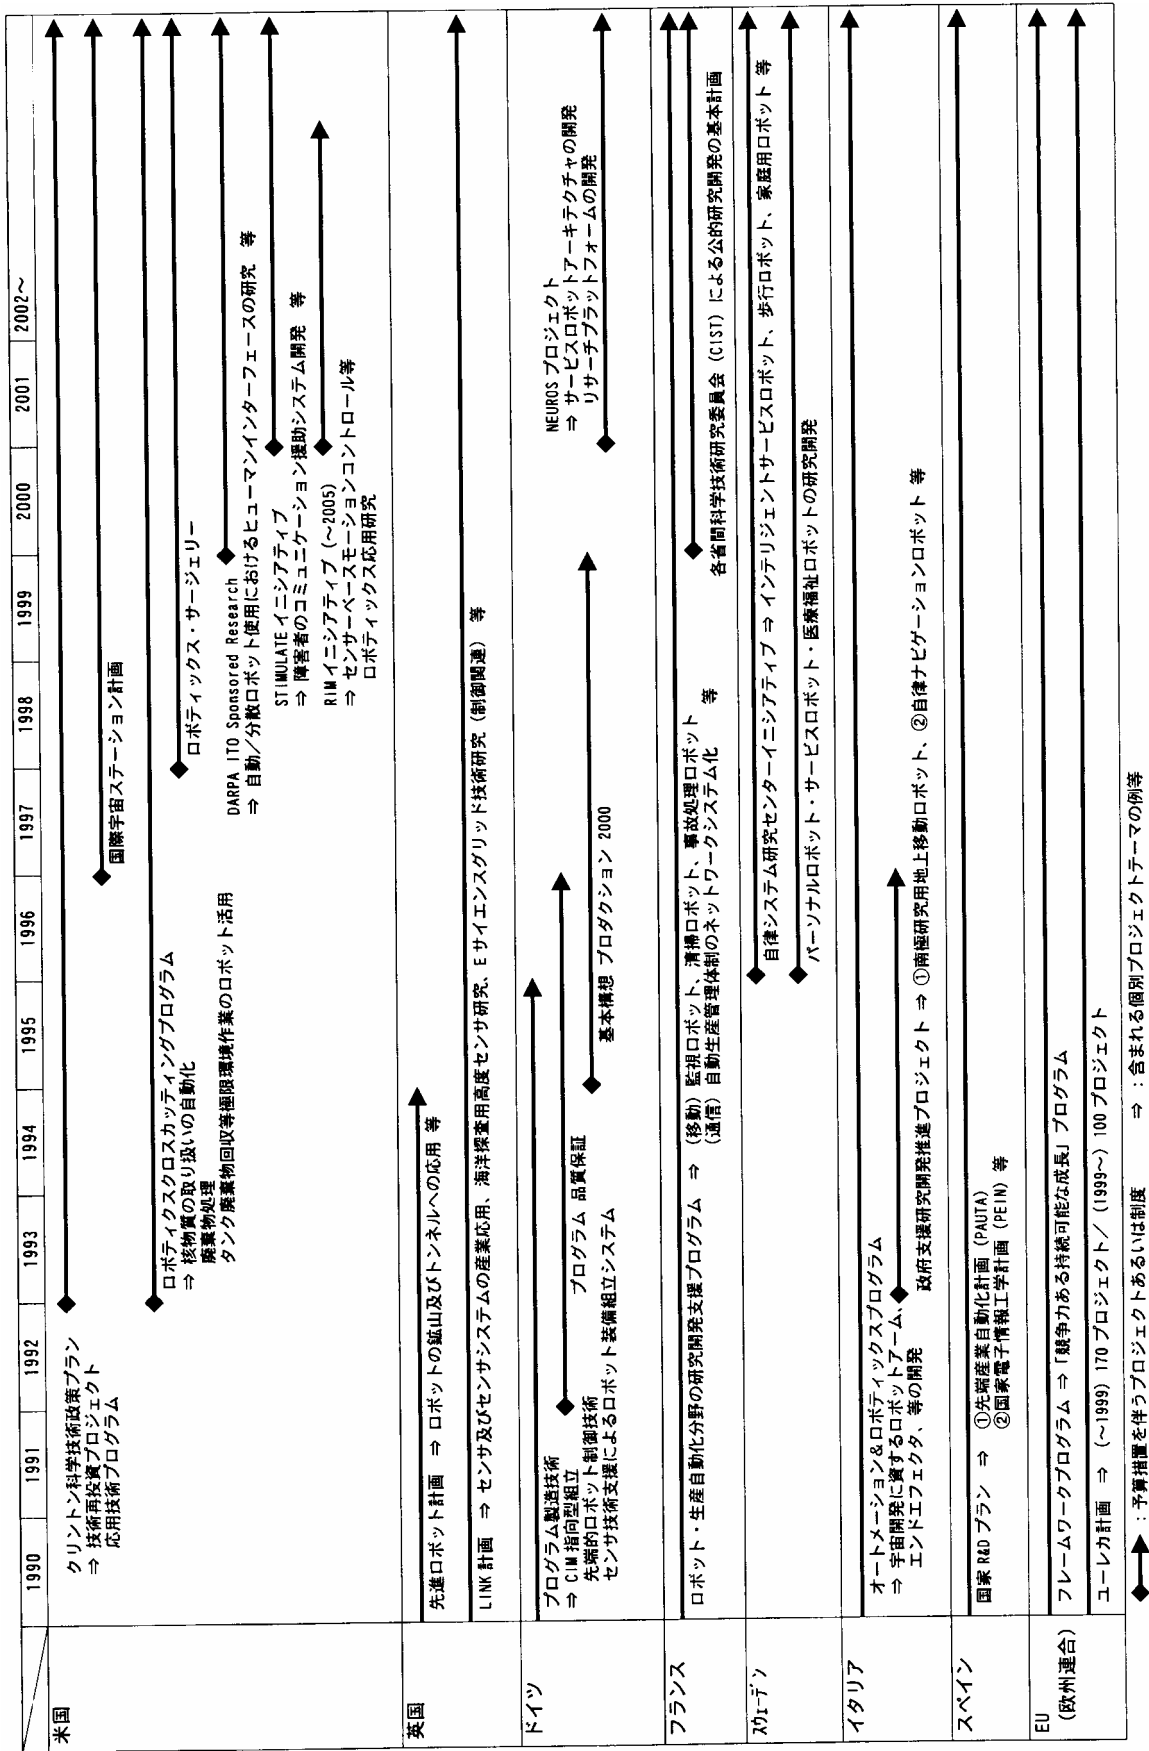 1990 1991 1992 1993 1994 1995 1996 1997 1998 1999 2000 2001 2002～
米国
クリントン科学技術政策プラン
⇒ 技術再投資プロジェクト
応用技術プログラム
国際宇宙ステーション計画
ロボティクスクロスカッティングプログラム
⇒ 核物質の取り扱いの自動化
廃棄物処理
タンク廃棄物回収等極限環境作業のロボット活用
ロボティックス・サージェリー
DARPA ITO Sponsored Research
⇒ 自動／分散ロボット使用におけるヒューマンインターフェースの研究 等
STIMULATEイニシアティブ
⇒ 障害者のコミュニケーション援助システム開発 等
RIMイニシアティブ(～2005)
⇒ センサーベースモーションコントロール等
ロボティックス応用研究
英国
先進ロボット計画 ⇒ ロボットの鉱山及びトンネルへの応用 等
LINK計画 ⇒ センサ及びセンサシステムの産業応用、海洋探査用高度センサ研究、Eサイエンスグリッド技術研究（制御関連） 等
ドイツ
プログラム製造技術
⇒ CIM指向型組立
先端的ロボット制御技術
センサ技術支援によるロボット装備組立システム
プログラム 品質保証
基本構想 プロダクション 2000
NEUROSプロジェクト
⇒ サービスロボットアーキテクチャの開発
リサーチプラットフォームの開発
フランス
ロボット・生産自動化分野の研究開発支援プログラム ⇒ （移動）監視ロボット、清掃ロボット、事故処理ロボット
（通信）自動生産管理体制のネットワークシステム化 等
各省間科学技術研究委員会（CIST）による公的研究開発の基本計画
スウェーデン
自律システム研究センターイニシアティブ ⇒ インテリジェントサービスロボット、歩行ロボット、家庭用ロボット 等
パーソナルロボット・サービスロボット・医療福祉ロボットの研究開発
イタリア
オートメーション＆ロボティックスプログラム
⇒ 宇宙開発に資するロボットアーム、
エンドエフェクタ、等の開発
政府支援研究開発推進プロジェクト ⇒ ①南極研究用地上移動ロボット、②自律ナビゲーションロボット 等
スペイン
国家 R&D プラン ⇒ ①先端産業自動化計画 (PAUTA)
②国家電子情報工学計画 (PEIN) 等
EU
（欧州連合）
フレームワークプログラム ⇒「競争力ある持続可能な成長」プログラム
ユーレカ計画 ⇒ (～1999) 170 プロジェクト／ (1999～) 100 プロジェクト
：予算措置を伴うプロジェクトあるいは制度 ⇒ ：含まれる個別プロジェクトテーマの例等